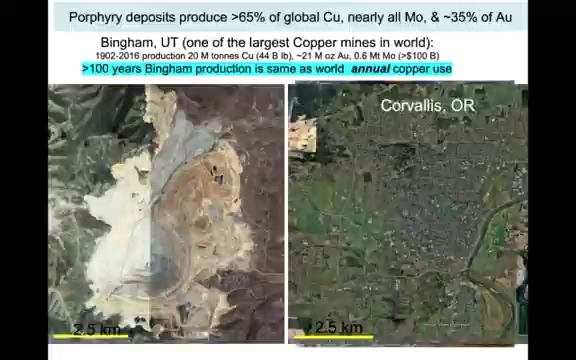 Porphyry deposits produce >65% of global Cu, nearly all Mo, & ~35% of Au
Bingham, UT (one of the largest Copper mines in world):
1902-2016 production 20 M tonnes Cu (44 B lb), ~21 M oz Au, 0.6 Mt Mo (>$100 B)
>100 years Bingham production is same as world annual copper use
Corvallis, OR
2.5 km
2.5 km